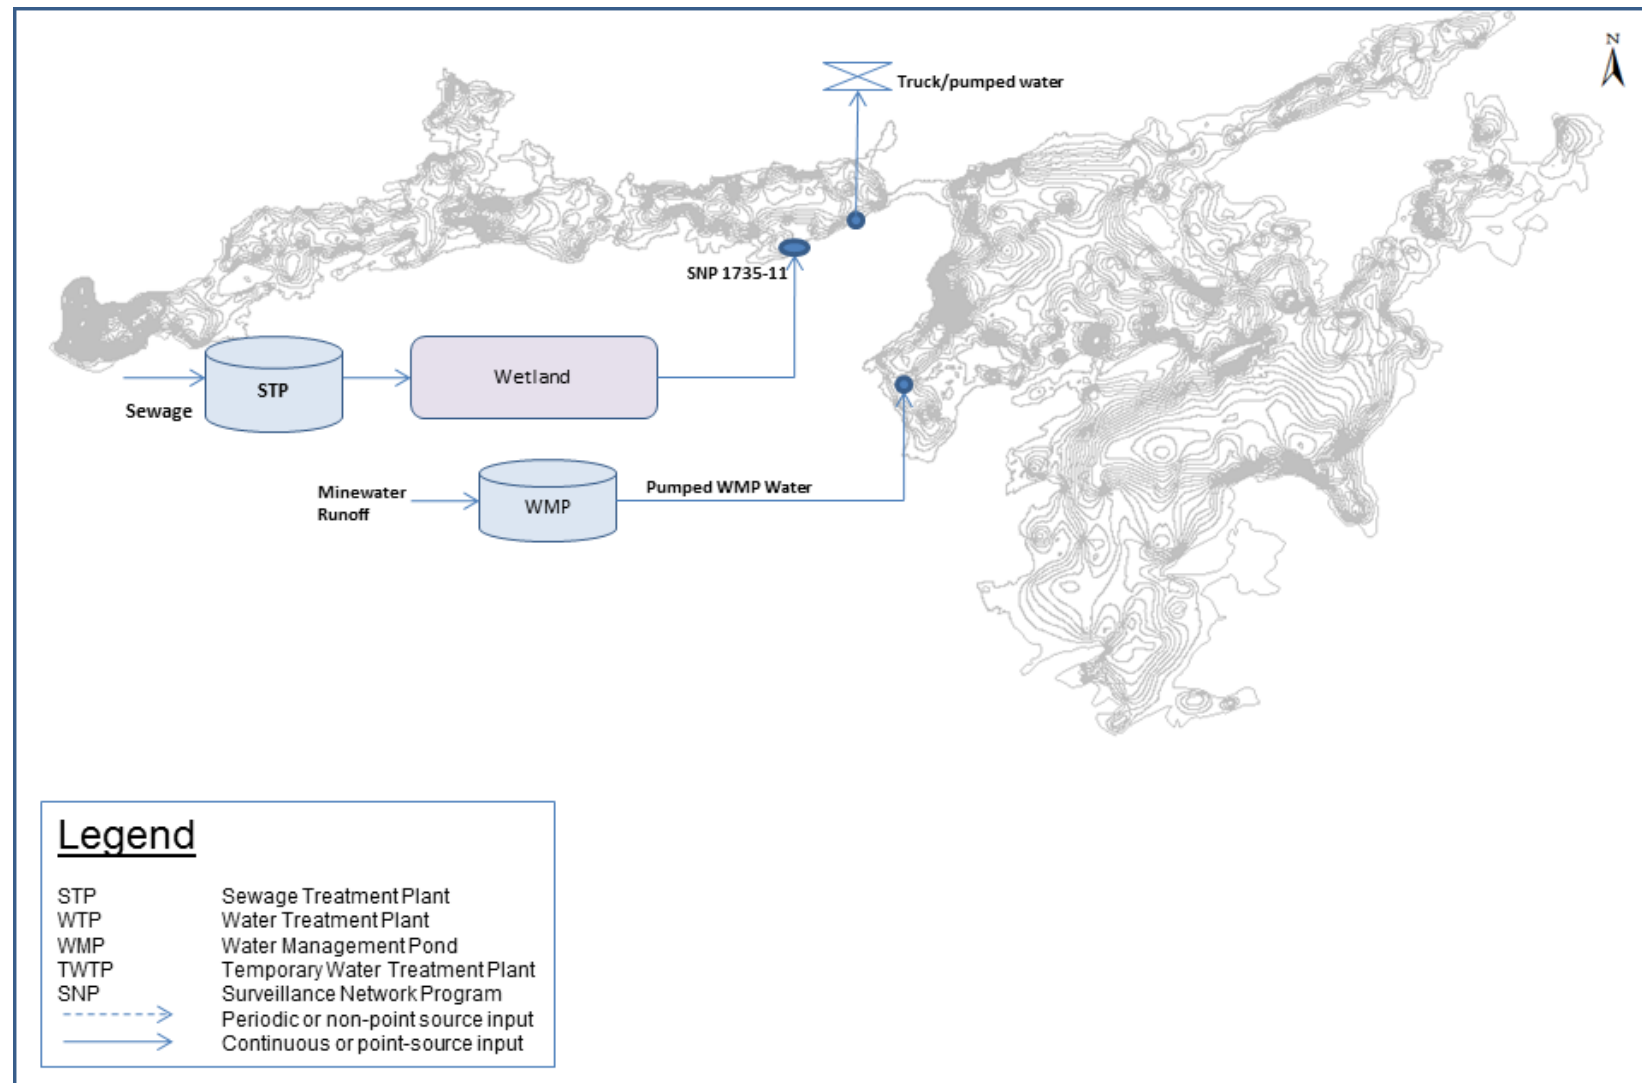 N
Truck/pumped water
SNP 1735-11
STP
Wetland
Sewage
Minewater
Runoff
WMP
Pumped WMP Water
Legend
STP Sewage Treatment Plant
WTP Water Treatment Plant
WMP Water Management Pond
TWTP Temporary Water Treatment Plant
SNP Surveillance Network Program
Periodic or non-point source input
Continuous or point-source input